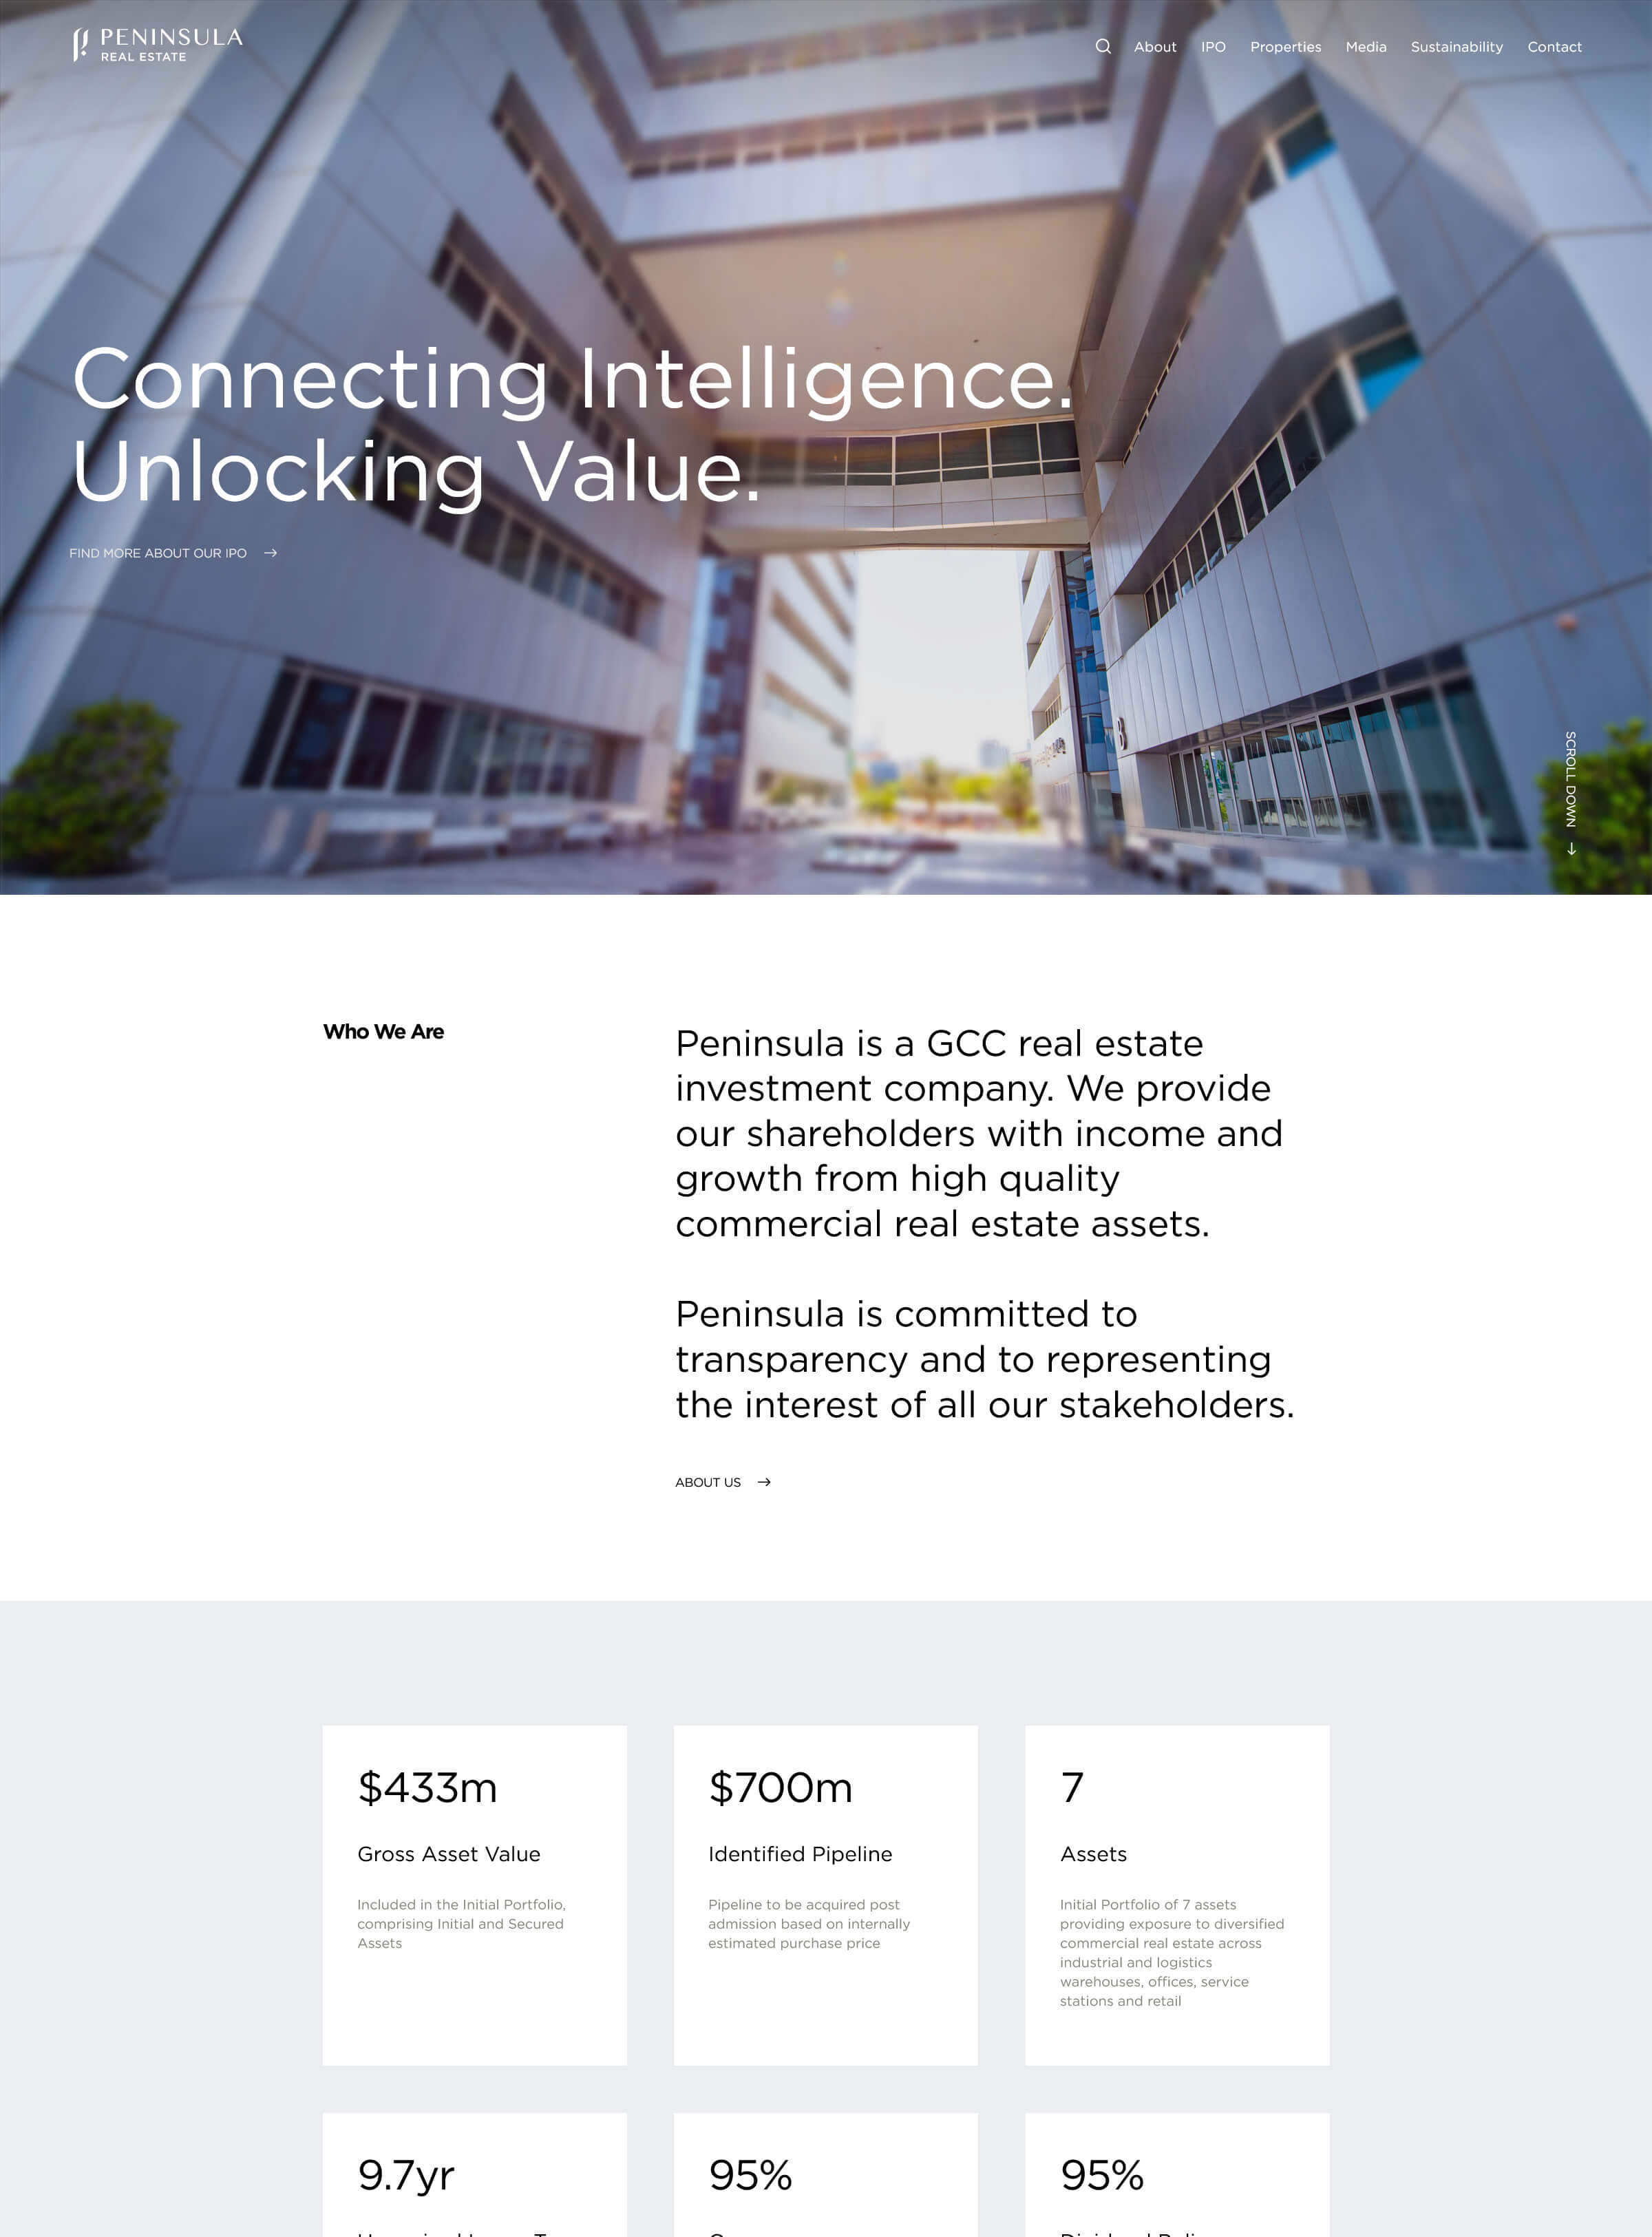 PENINSULA
REAL ESTATE
About IPO Properties Media Sustainability Contact
Connecting Intelligence.
Unlocking Value.
FIND MORE ABOUT OUR IPO
SCROLL DOWN
Who We Are
Peninsula is a GCC real estate
investment company. We provide
our shareholders with income and
growth from high quality
commercial real estate assets.
Peninsula is committed to
transparency and to representing
the interest of all our stakeholders.
ABOUT US
$433m
Gross Asset Value
Included in the Initial Portfolio,
comprising Initial and Secured
Assets
$700m
Identified Pipeline
Pipeline to be acquired post
admission based on internally
estimated purchase price
7
Assets
Initial Portfolio of 7 assets
providing exposure to diversified
commercial real estate across
industrial and logistics
warehouses, offices, service
stations and retail
9.7yr
95%
95%